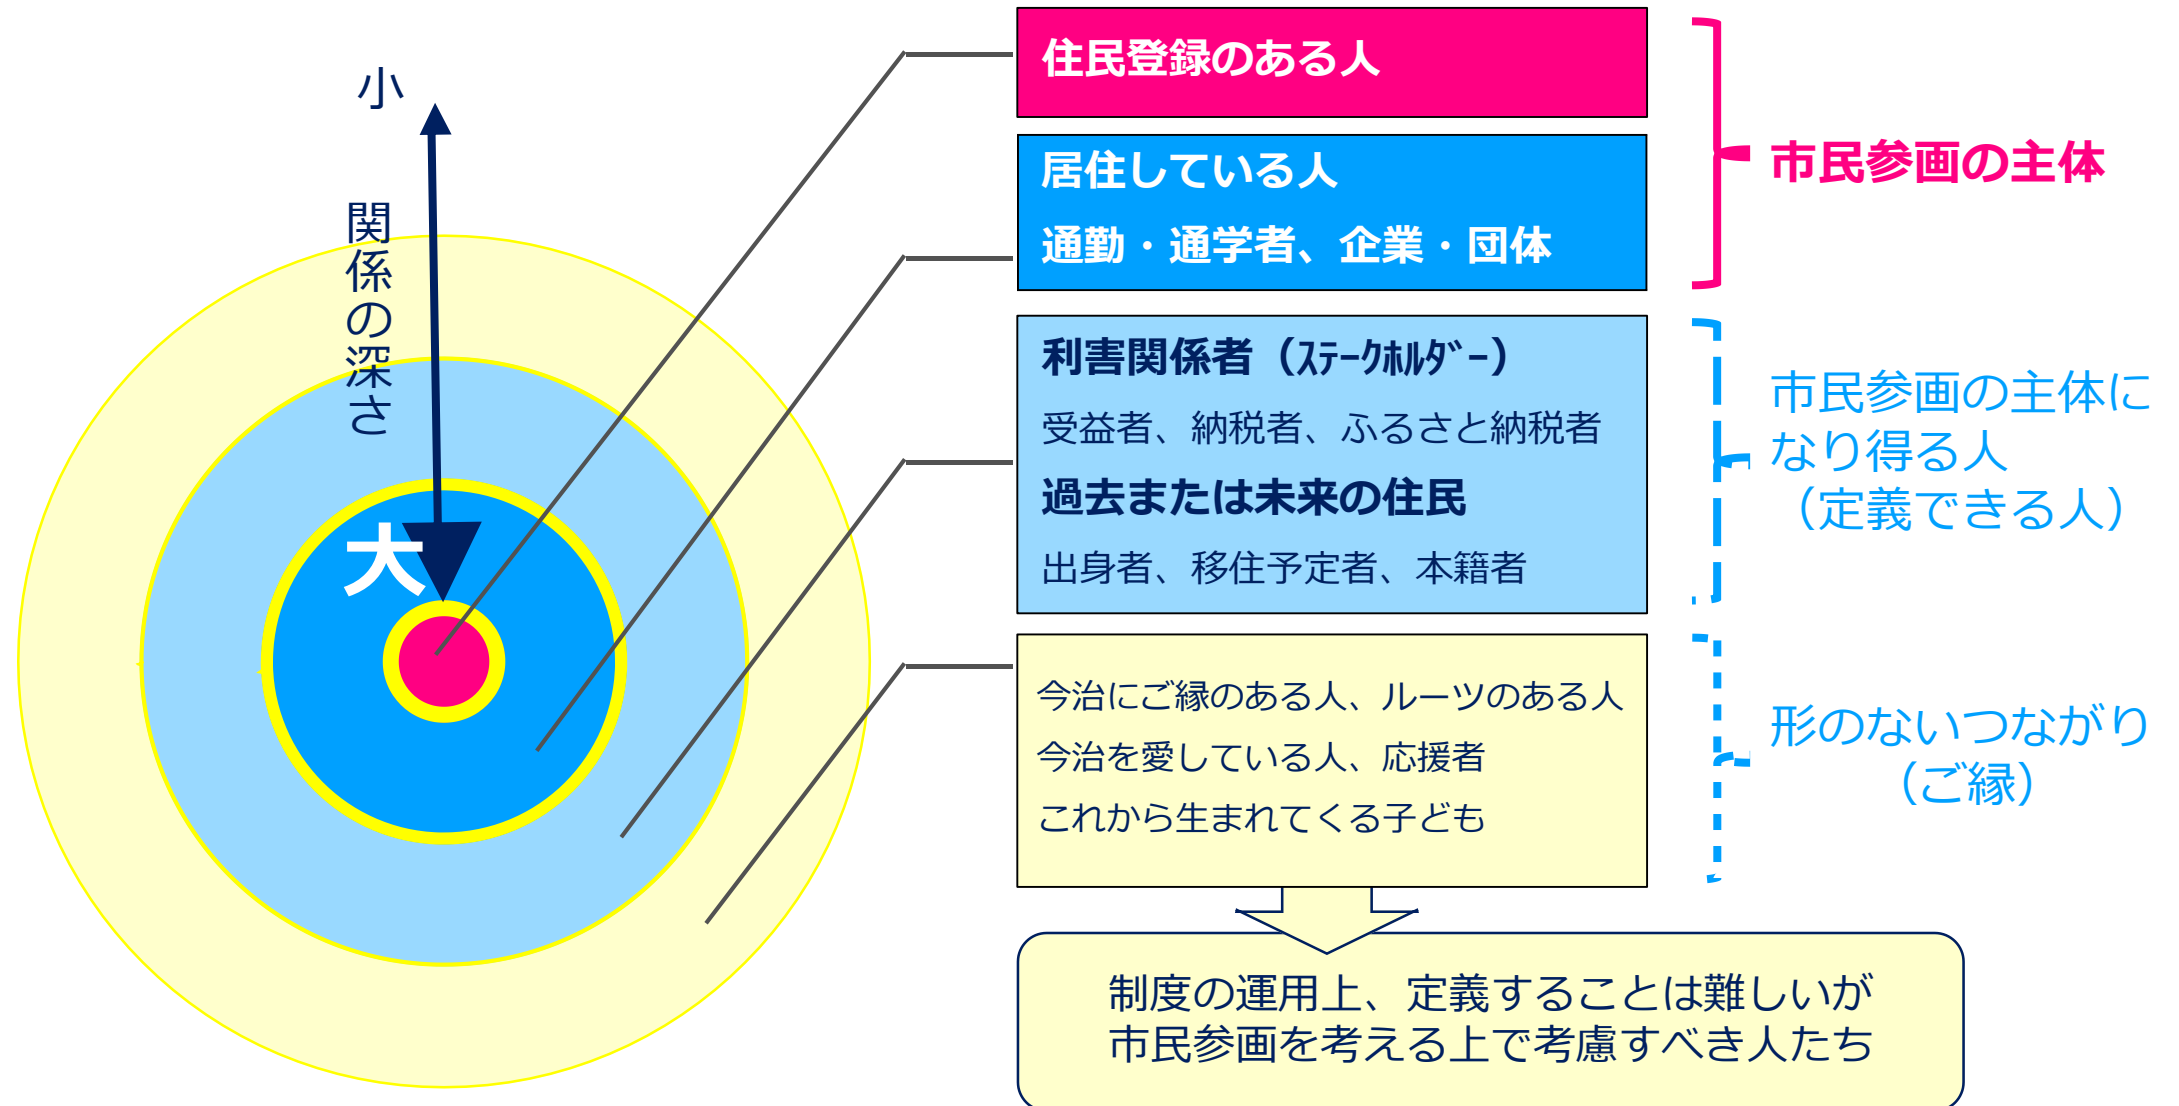 小
関係の深さ
大
住民登録のある人
居住している人
通勤・通学者、企業・団体
利害関係者（ｽﾃｰｸﾎﾙﾀﾞｰ）
受益者、納税者、ふるさと納税者
過去または未来の住民
出身者、移住予定者、本籍者
今治にご縁のある人、ルーツのある人
今治を愛している人、応援者
これから生まれてくる子ども
市民参画の主体
市民参画の主体に
なり得る人
（定義できる人）
形のないつながり
（ご縁）
制度の運用上、定義することは難しいが
市民参画を考える上で考慮すべき人たち